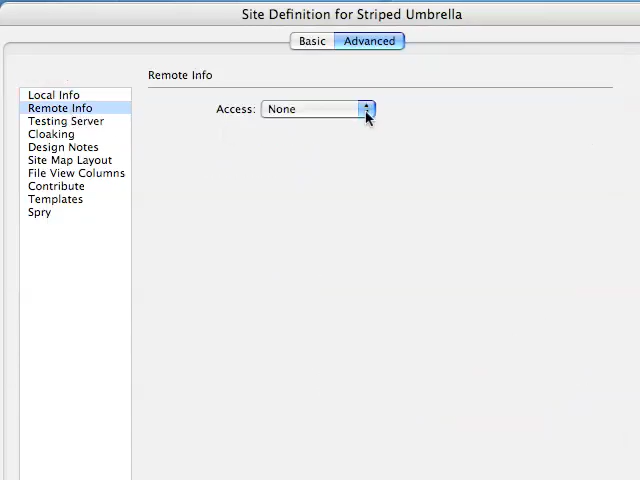 Site Definition for Striped Umbrella
Basic Advanced
Remote Info
Access: None
Local Info
Remote Info
Testing Server
Cloaking
Design Notes
Site Map Layout
File View Columns
Contribute
Templates
Spry